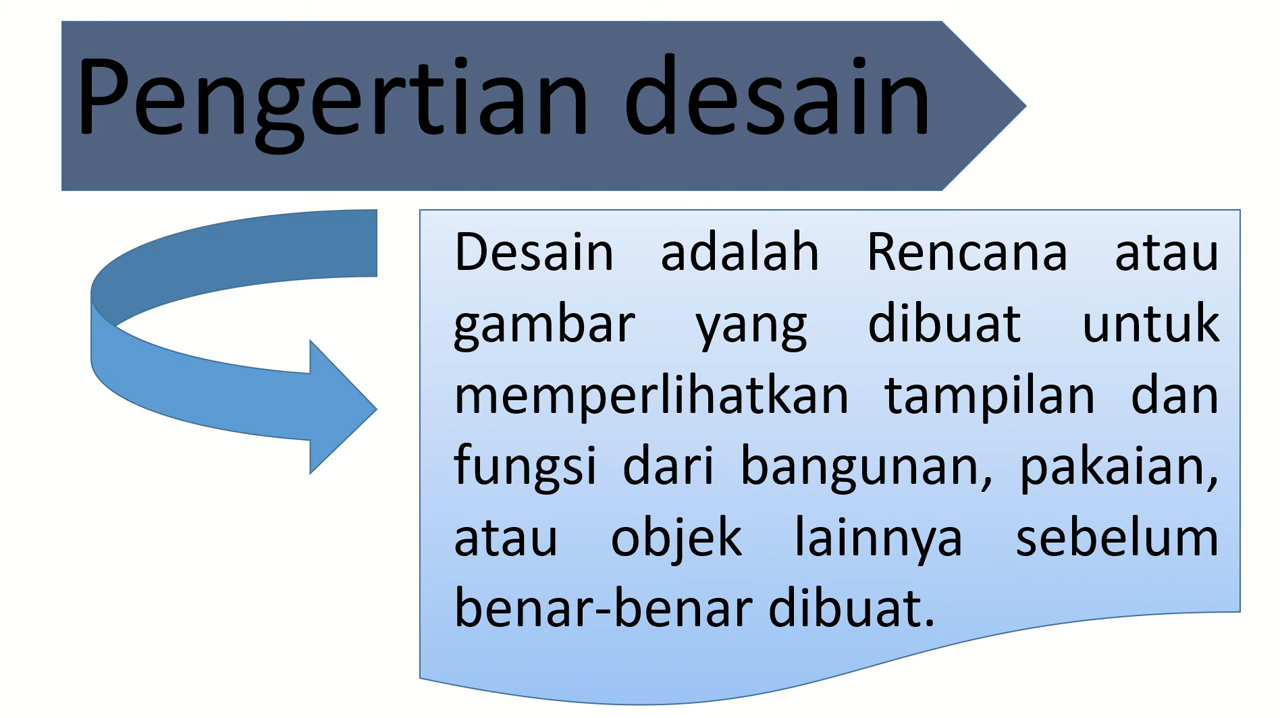 Pengertian desain
Desain adalah Rencana atau
gambar yang dibuat untuk
memperlihatkan tampilan dan
fungsi dari bangunan, pakaian,
atau objek lainnya sebelum
benar-benar dibuat.